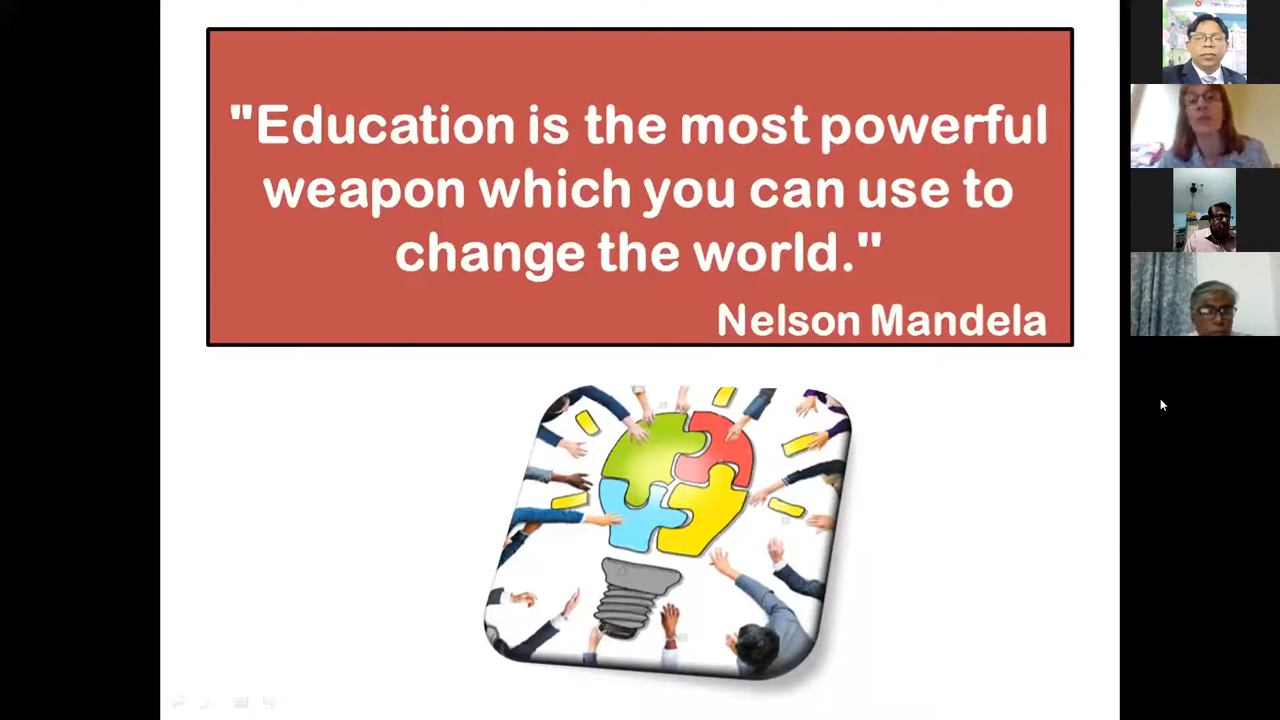 "Education is the most powerful
weapon which you can use to
change the world."
Nelson Mandela